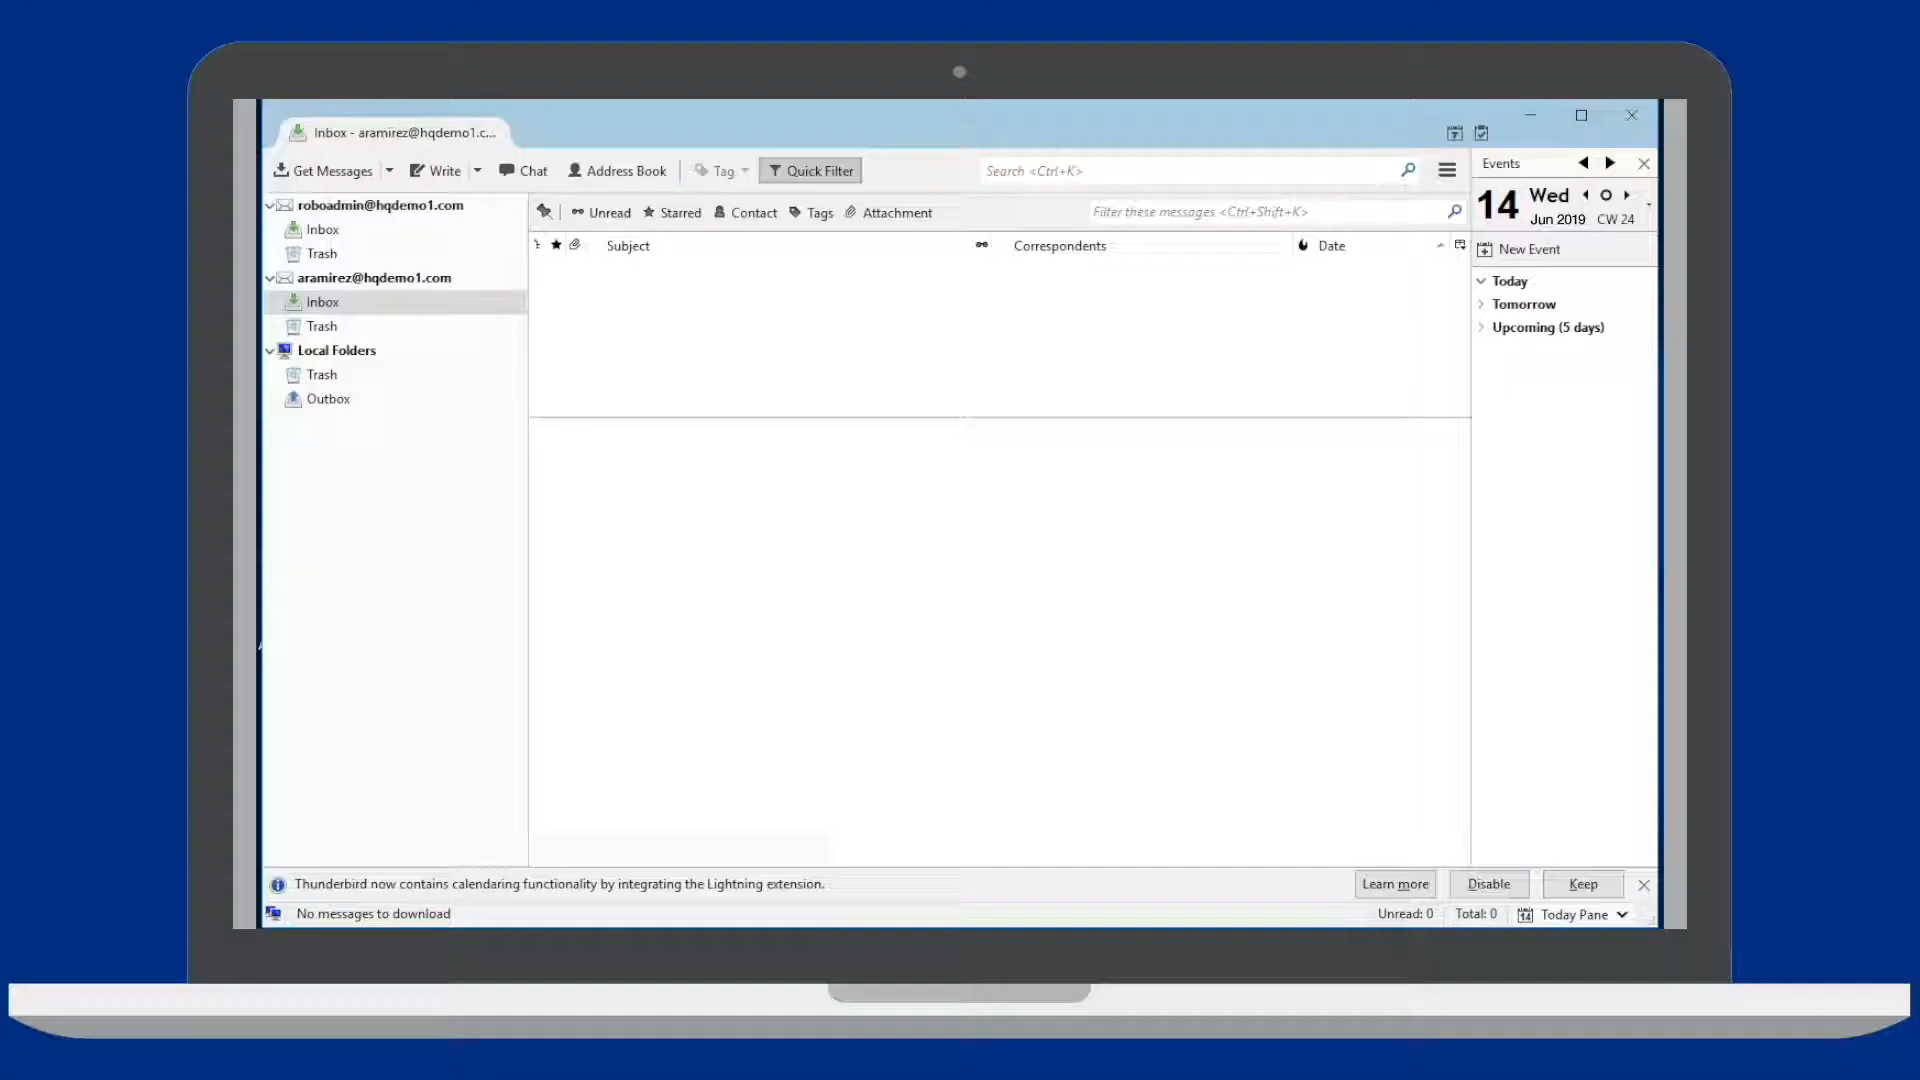 Inbox - aramirez@hqdemo1.c...
Get Messages Write Chat Address Book Tag Quick Filter Search <Ctrl+K>
Events
14 Wed
Jun 2019 CW 24
New Event
Today
Tomorrow
Upcoming (5 days)
roboadmin@hqdemo1.com
Inbox
Trash
aramirez@hqdemo1.com
Inbox
Trash
Local Folders
Trash
Outbox
Unread Starred Contact Tags Attachment Filter these messages <Ctrl+Shift+K>
Subject Correspondents Date
Thunderbird now contains calendaring functionality by integrating the Lightning extension. Learn more Disable Keep
No messages to download Unread: 0 Total: 0 14 Today Pane